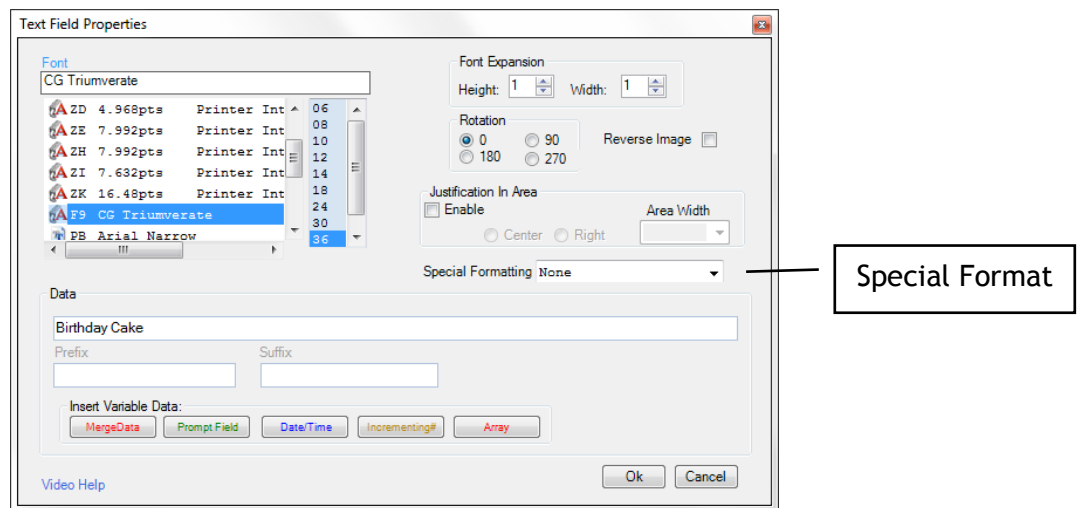 Text Field Properties
Font
CG Triumverate
ZD 4.968pts Printer Int
ZE 7.992pts Printer Int
ZH 7.992pts Printer Int
ZI 7.632pts Printer Int
ZK 16.48pts Printer Int
F9 CG Triumverate
PB Arial Narrow
06
08
10
12
14
18
24
30
36
Font Expansion
Height: 1 Width: 1
Rotation
0 90
180 270
Reverse Image
Justification In Area
Enable Area Width
Center Right
Special Formatting None
Special Format
Data
Birthday Cake
Prefix Suffix
Insert Variable Data:
MergeData Prompt Field Date/Time Incrementing# Array
Video Help
Ok Cancel